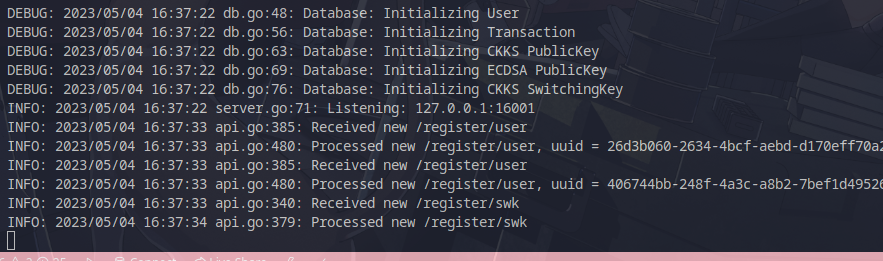 DEBUG: 2023/05/04 16:37:22 db.go:48: Database: Initializing User
DEBUG: 2023/05/04 16:37:22 db.go:56: Database: Initializing Transaction
DEBUG: 2023/05/04 16:37:22 db.go:63: Database: Initializing CKKS PublicKey
DEBUG: 2023/05/04 16:37:22 db.go:69: Database: Initializing ECDSA PublicKey
DEBUG: 2023/05/04 16:37:22 db.go:76: Database: Initializing CKKS SwitchingKey
INFO: 2023/05/04 16:37:22 server.go:71: Listening: 127.0.0.1:16001
INFO: 2023/05/04 16:37:33 api.go:385: Received new /register/user
INFO: 2023/05/04 16:37:33 api.go:480: Processed new /register/user, uuid = 26d3b060-2634-4bcf-aebd-d170eff70a2
INFO: 2023/05/04 16:37:33 api.go:385: Received new /register/user
INFO: 2023/05/04 16:37:33 api.go:480: Processed new /register/user, uuid = 406744bb-248f-4a3c-a8b2-7bef1d49526
INFO: 2023/05/04 16:37:33 api.go:340: Received new /register/swk
INFO: 2023/05/04 16:37:34 api.go:379: Processed new /register/swk